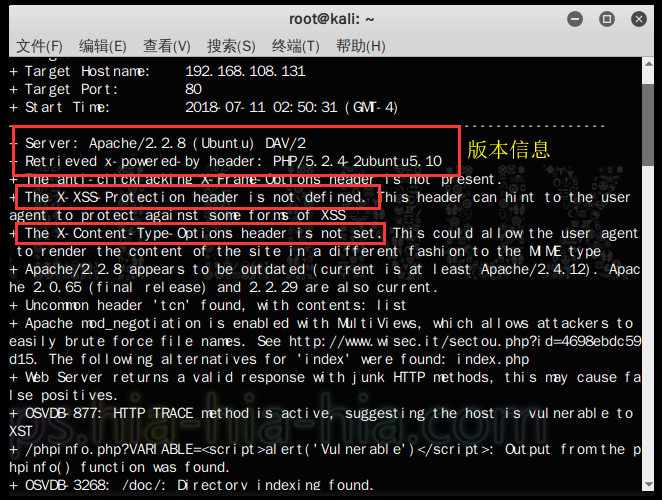 root@kali: ~
文件(F) 编辑(E) 查看(V) 搜索(S) 终端(T) 帮助(H)
+ Target Hostname: 192.168.108.131
+ Target Port: 80
+ Start Time: 2018-07-11 02:50:31 (GMT-4)
---------------------------------------------------------------------------
+ Server: Apache/2.2.8 (Ubuntu) DAV/2
版本信息
+ Retrieved x-powered-by header: PHP/5.2.4-2ubuntu5.10
+ The anti-clickjacking X-Frame-Options header is not present.
+ The X-XSS-Protection header is not defined. This header can hint to the user
agent to protect against some forms of XSS
+ The X-Content-Type-Options header is not set. This could allow the user agent
to render the content of the site in a different fashion to the MIME type
+ Apache/2.2.8 appears to be outdated (current is at least Apache/2.4.12). Apac
he 2.0.65 (final release) and 2.2.29 are also current.
+ Uncommon header 'tcn' found, with contents: list
+ Apache mod_negotiation is enabled with MultiViews, which allows attackers to
easily brute force file names. See http://www.wisec.it/sectou.php?id=4698ebdc59
d15. The following alternatives for 'index' were found: index.php
+ Web Server returns a valid response with junk HTTP methods, this may cause fa
lse positives.
+ OSVDB-877: HTTP TRACE method is active, suggesting the host is vulnerable to
XST
+ /phpinfo.php?VARIABLE=<script>alert('Vulnerable')</script>: Output from the p
hpinfo() function was found.
+ OSVDB-3268: /doc/: Directory indexing found.